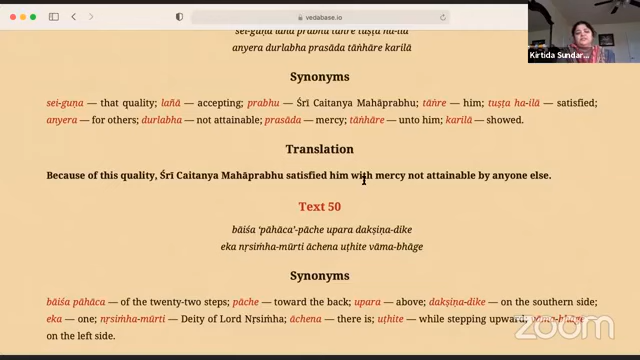 vedabase.io
Kirtida Sundar...
sei-guṇa lañā prabhu tāṅre tuṣṭa ha-ilā
anyera durlabha prasāda tāṅhāre karilā
Synonyms
sei-guṇa — that quality; lañā — accepting; prabhu — Śrī Caitanya Mahāprabhu; tāṅre — him; tuṣṭa ha-ilā — satisfied;
anyera — for others; durlabha — not attainable; prasāda — mercy; tāṅhāre — unto him; karilā — showed.
Translation
Because of this quality, Śrī Caitanya Mahāprabhu satisfied him with mercy not attainable by anyone else.
Text 50
bāiśa ‘pāhāca’-pāche upara dakṣiṇa-dike
eka nṛsiṁha-mūrti āchena uṭhite vāma-bhāge
Synonyms
bāiśa pāhāca — of the twenty-two steps; pāche — toward the back; upara — above; dakṣiṇa-dike — on the southern side;
eka — one; nṛsiṁha-mūrti — Deity of Lord Nṛsiṁha; āchena — there is; uṭhite — while stepping upward; vāma-bhāge —
on the left side.
zoom